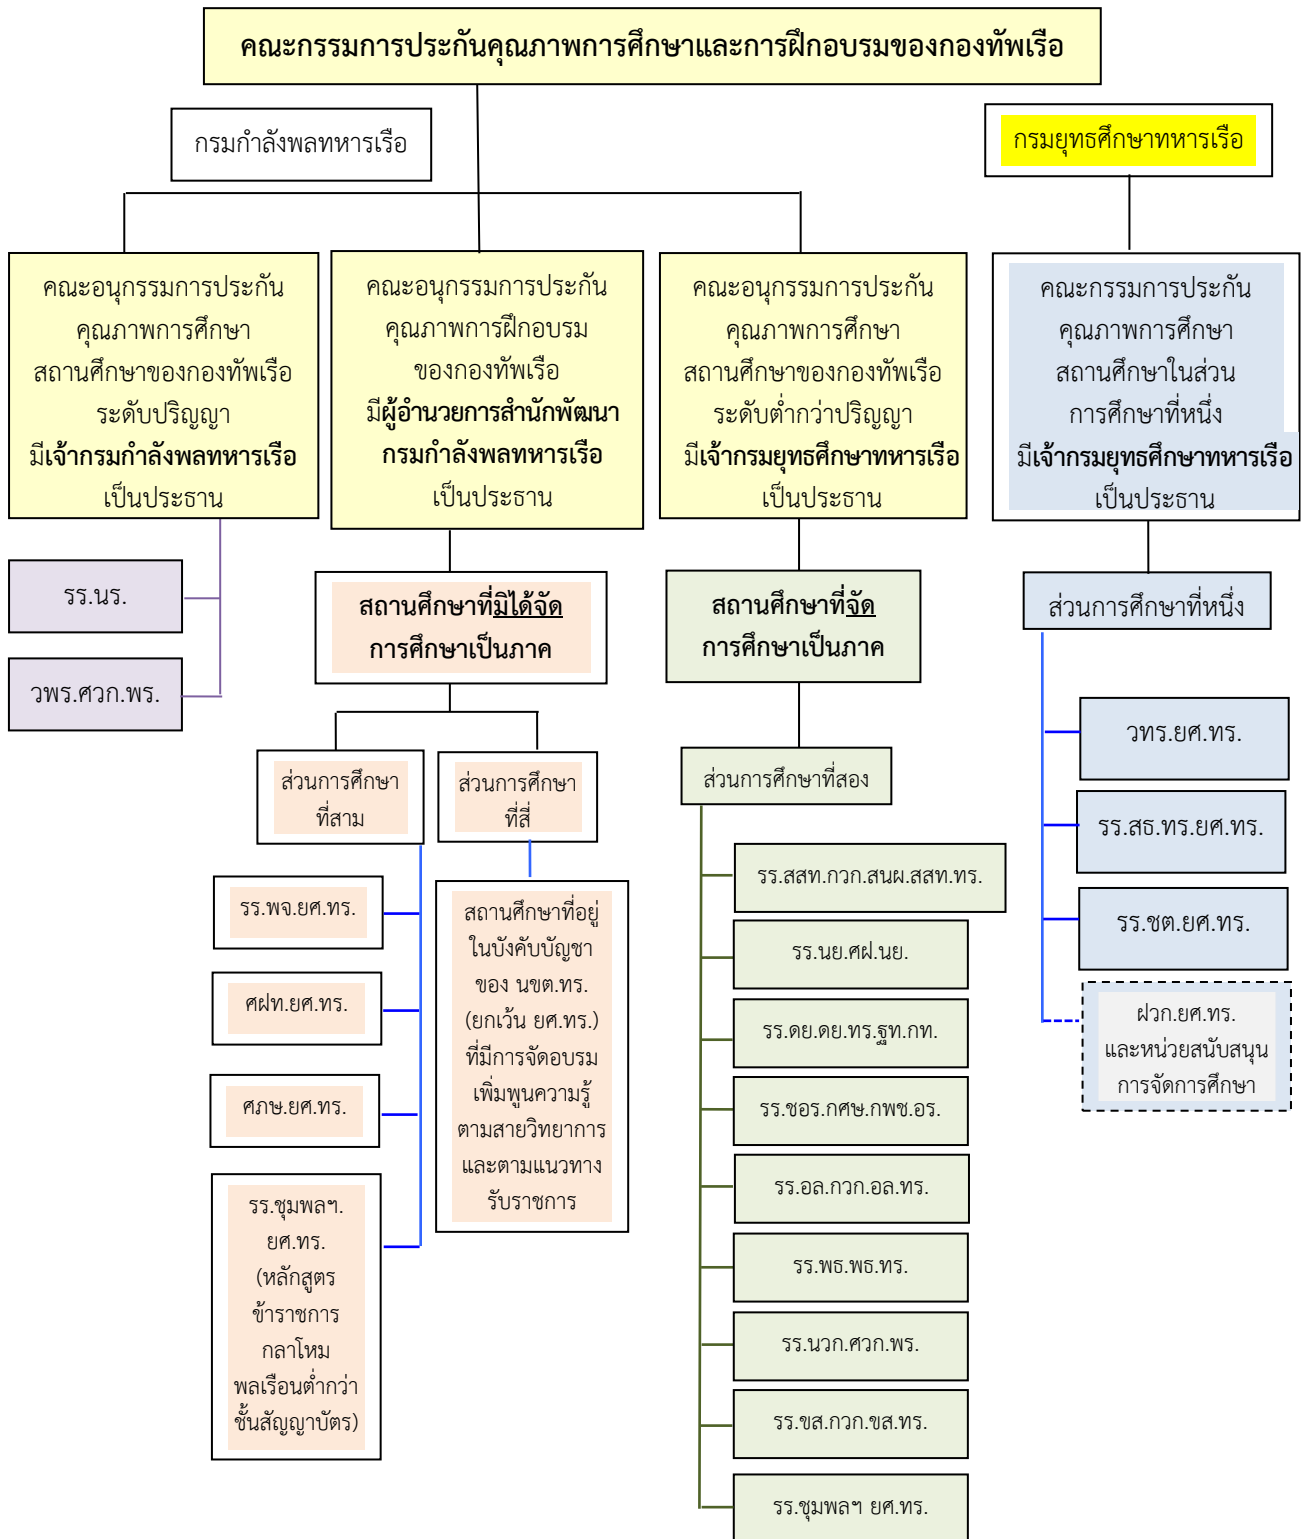 คณะกรรมการประกันคุณภาพการศึกษาและการฝึกอบรมของกองทัพเรือ
กรมกำลังพลทหารเรือ
กรมยุทธศึกษาทหารเรือ
คณะอนุกรรมการประกัน
คุณภาพการศึกษา
สถานศึกษาของกองทัพเรือ
ระดับปริญญา
มีเจ้ากรมกำลังพลทหารเรือ
เป็นประธาน
คณะอนุกรรมการประกัน
คุณภาพการฝึกอบรม
ของกองทัพเรือ
มีผู้อำนวยการสำนักพัฒนา
กรมกำลังพลทหารเรือ
เป็นประธาน
คณะอนุกรรมการประกัน
คุณภาพการศึกษา
สถานศึกษาของกองทัพเรือ
ระดับต่ำกว่าปริญญา
มีเจ้ากรมยุทธศึกษาทหารเรือ
เป็นประธาน
คณะกรรมการประกัน
คุณภาพการศึกษา
สถานศึกษาในส่วน
การศึกษาที่หนึ่ง
มีเจ้ากรมยุทธศึกษาทหารเรือ
เป็นประธาน
รร.นร.
วพร.ศวก.พร.
สถานศึกษาที่มิได้จัด
การศึกษาเป็นภาค
ส่วนการศึกษา
ที่สาม
รร.พจ.ยศ.ทร.
ศฝท.ยศ.ทร.
ศภษ.ยศ.ทร.
รร.ชุมพลฯ.
ยศ.ทร.
(หลักสูตร
ข้าราชการ
กลาโหม
พลเรือนต่ำกว่า
ชั้นสัญญาบัตร)
ส่วนการศึกษา
ที่สี่
สถานศึกษาที่อยู่
ในบังคับบัญชา
ของ นขต.ทร.
(ยกเว้น ยศ.ทร.)
ที่มีการจัดอบรม
เพิ่มพูนความรู้
ตามสายวิทยาการ
และตามแนวทาง
รับราชการ
สถานศึกษาที่จัด
การศึกษาเป็นภาค
ส่วนการศึกษาที่สอง
รร.สสท.กวก.สนผ.สสท.ทร.
รร.นย.ศฝ.นย.
รร.ดย.ดย.ทร.ฐท.กท.
รร.ชอร.กศษ.กพช.อร.
รร.อล.กวก.อล.ทร.
รร.พธ.พธ.ทร.
รร.นวก.ศวก.พร.
รร.ขส.กวก.ขส.ทร.
รร.ชุมพลฯ ยศ.ทร.
ส่วนการศึกษาที่หนึ่ง
วทร.ยศ.ทร.
รร.สธ.ทร.ยศ.ทร.
รร.ชต.ยศ.ทร.
ฝวก.ยศ.ทร.
และหน่วยสนับสนุน
การจัดการศึกษา